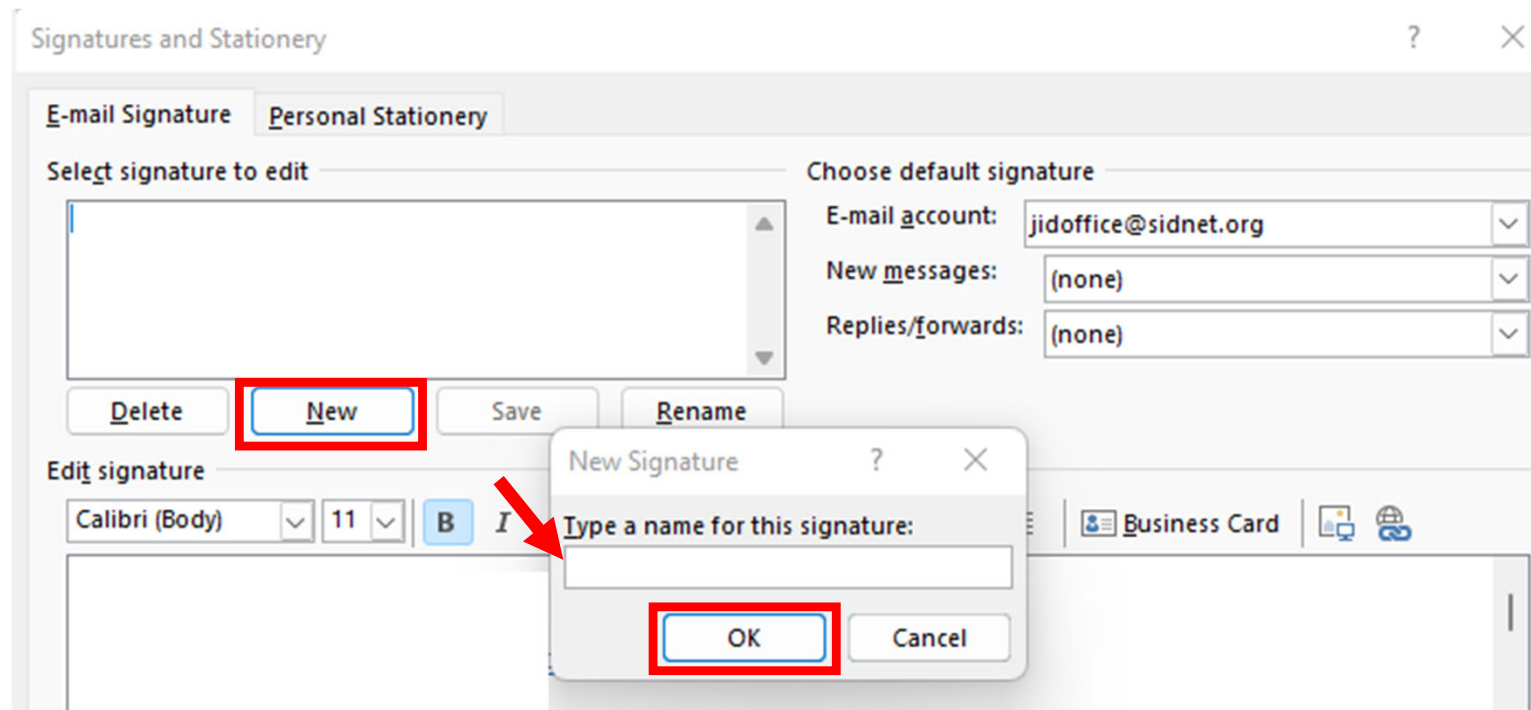 Signatures and Stationery ? ×
E-mail Signature Personal Stationery
Select signature to edit Choose default signature
E-mail account: jidoffice@sidnet.org
New messages: (none)
Replies/forwards: (none)
Delete New Save Rename
Edit signature
New Signature ? ×
Calibri (Body) 11 B I Business Card
Type a name for this signature:
OK Cancel